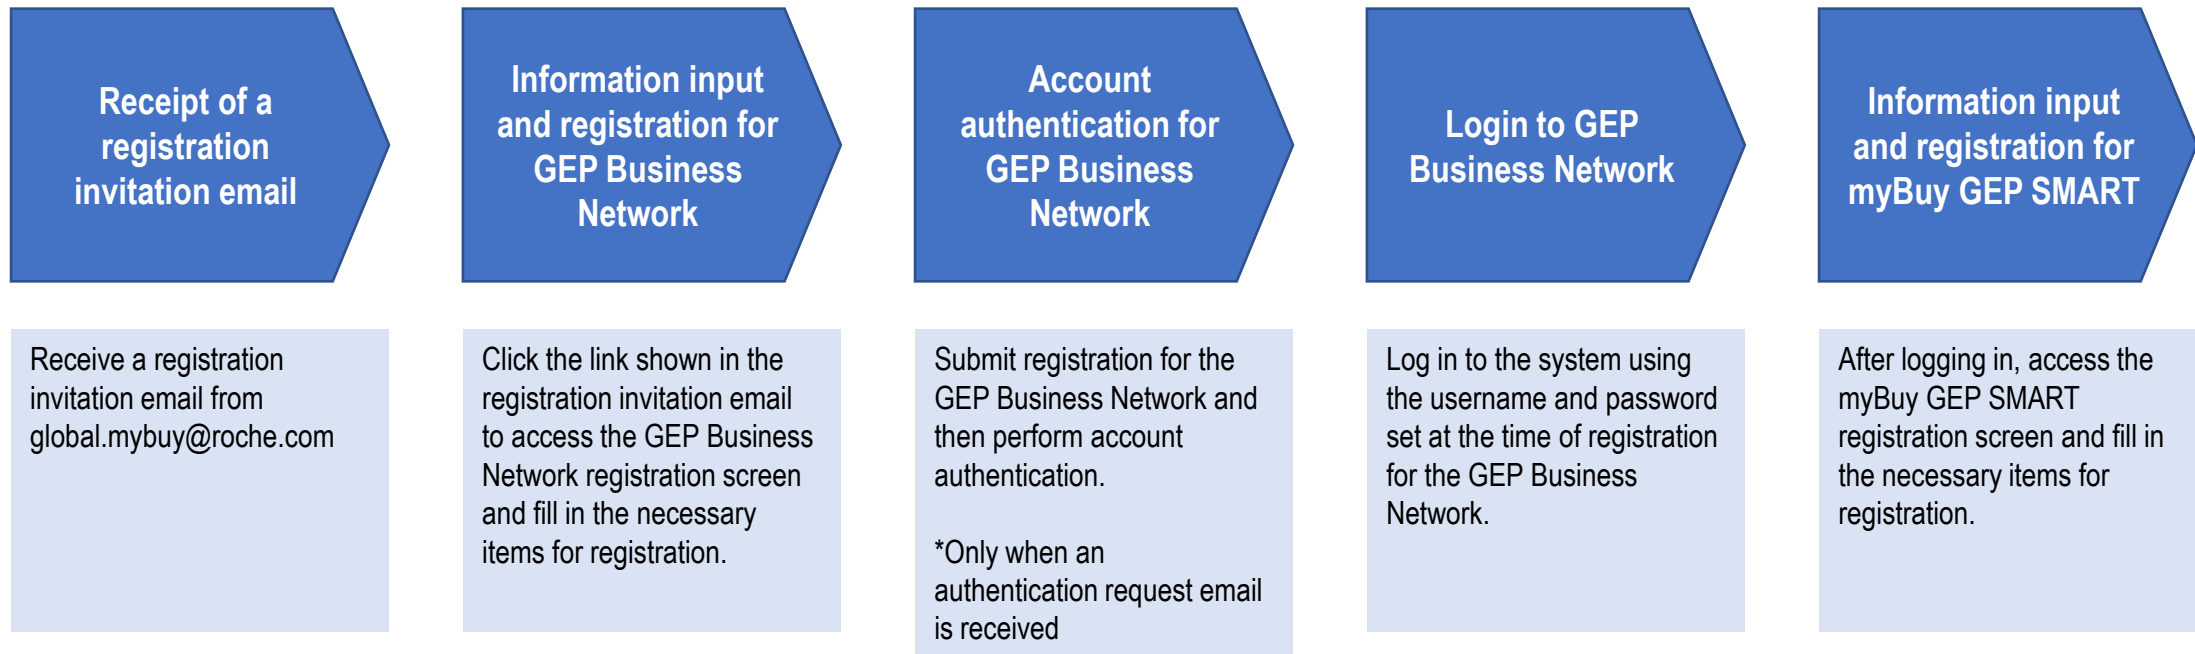 Receipt of a
registration
invitation email
Information input
and registration for
GEP Business
Network
Account
authentication for
GEP Business
Network
Login to GEP
Business Network
Information input
and registration for
myBuy GEP SMART
Receive a registration
invitation email from
global.mybuy@roche.com
Click the link shown in the
registration invitation email
to access the GEP Business
Network registration screen
and fill in the necessary
items for registration.
Submit registration for the
GEP Business Network and
then perform account
authentication.
*Only when an
authentication request email
is received
Log in to the system using
the username and password
set at the time of registration
for the GEP Business
Network.
After logging in, access the
myBuy GEP SMART
registration screen and fill in
the necessary items for
registration.